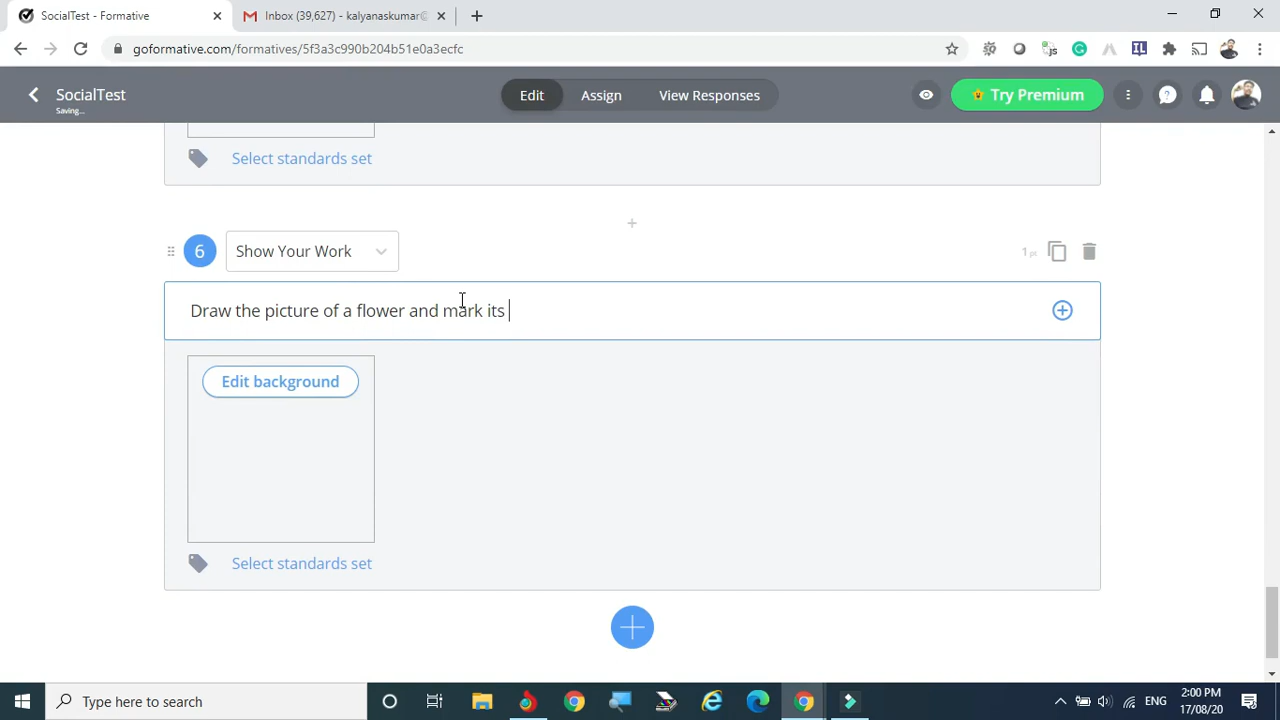 SocialTest - Formative
Inbox (39,627) - kalyanaskumar@
goformative.com/formatives/5f3a3c990b204b51e0a3ecfc
SocialTest
Saving...
Edit
Assign
View Responses
Try Premium
Select standards set
6
Show Your Work
1 pt
Draw the picture of a flower and mark its
Edit background
Select standards set
Type here to search
ENG
2:00 PM
17/08/20